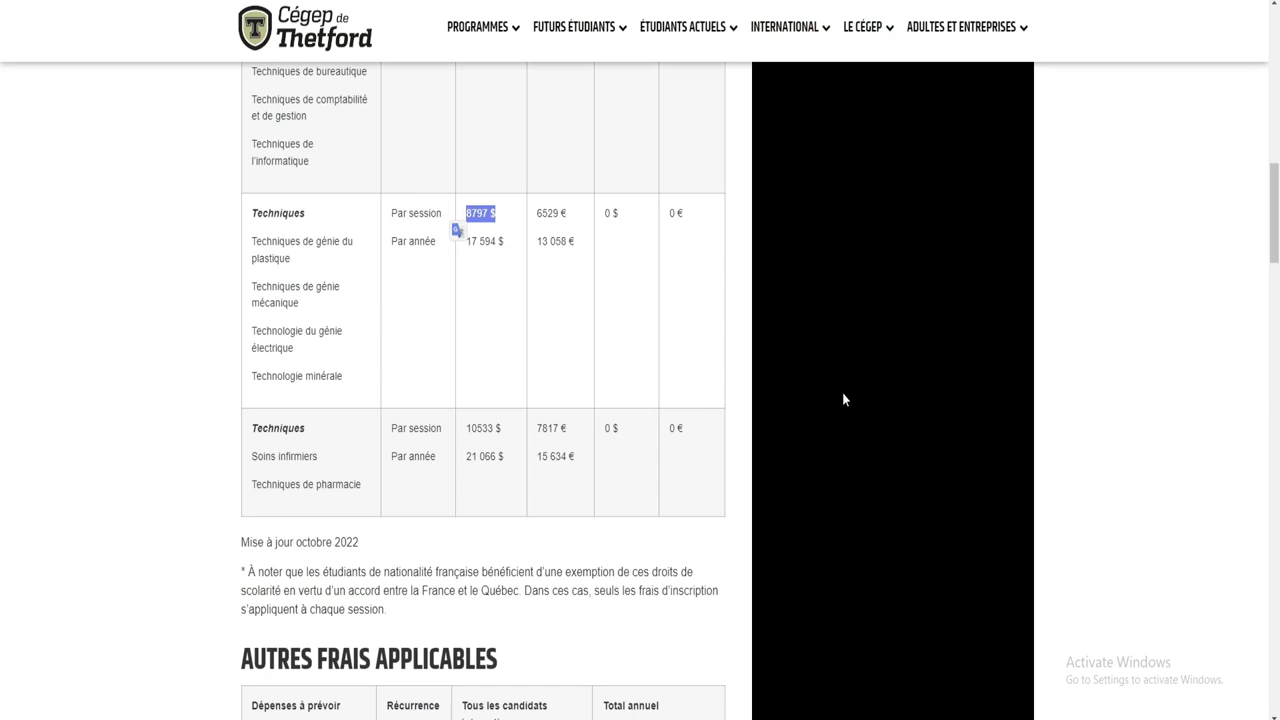 Cégep de
Thetford
PROGRAMMES
FUTURS ÉTUDIANTS
ÉTUDIANTS ACTUELS
INTERNATIONAL
LE CÉGEP
ADULTES ET ENTREPRISES
Techniques de bureautique
Techniques de comptabilité
et de gestion
Techniques de
l'informatique
Techniques
Par session
8797 $
6529 €
0 $
0 €
Techniques de génie du
plastique
Par année
17 594 $
13 058 €
Techniques de génie
mécanique
Technologie du génie
électrique
Technologie minérale
Techniques
Par session
10533 $
7817 €
0 $
0 €
Soins infirmiers
Par année
21 066 $
15 634 €
Techniques de pharmacie
Mise à jour octobre 2022
* À noter que les étudiants de nationalité française bénéficient d'une exemption de ces droits de
scolarité en vertu d'un accord entre la France et le Québec. Dans ces cas, seuls les frais d'inscription
s'appliquent à chaque session.
AUTRES FRAIS APPLICABLES
Dépenses à prévoir
Récurrence
Tous les candidats
Total annuel
Activate Windows
Go to Settings to activate Windows.